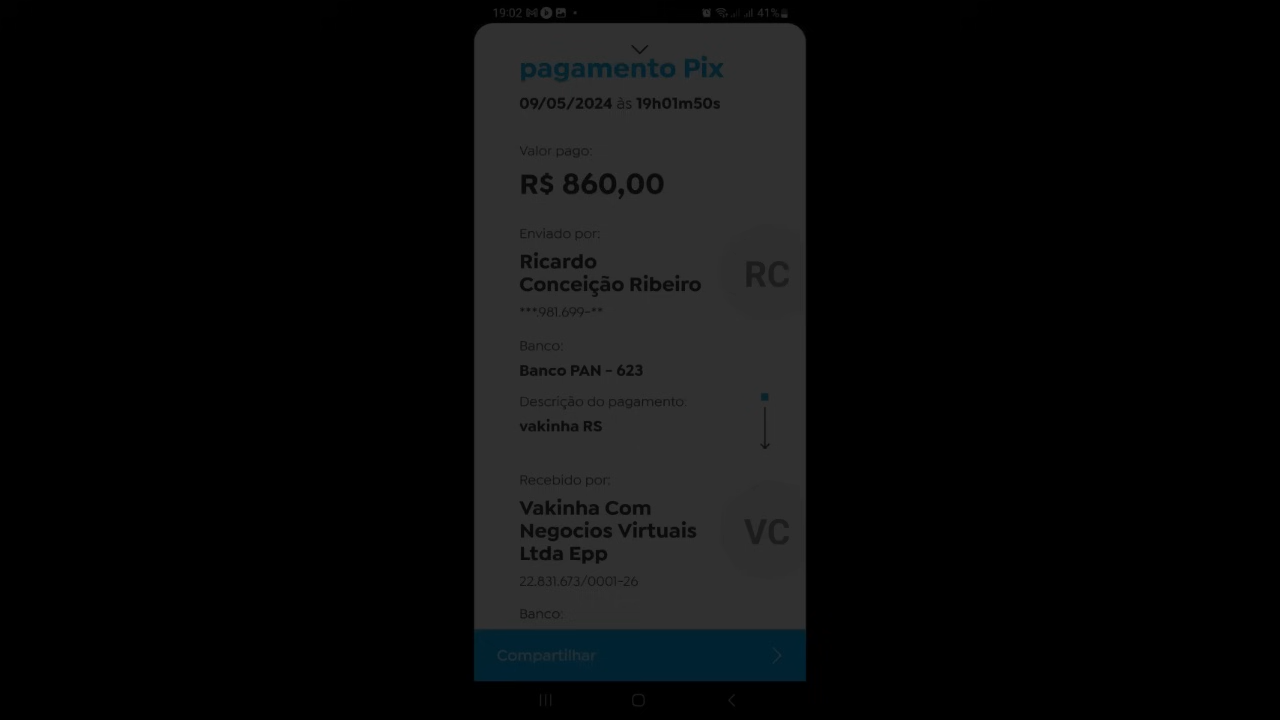 19:02 41%
pagamento Pix
09/05/2024 às 19h01m50s
Valor pago:
R$ 860,00
Enviado por:
Ricardo
Conceição Ribeiro
RC
***.981.699-**
Banco:
Banco PAN - 623
Descrição do pagamento:
vakinha RS
Recebido por:
Vakinha Com
Negocios Virtuais
Ltda Epp
VC
22.831.673/0001-26
Banco:
Compartilhar